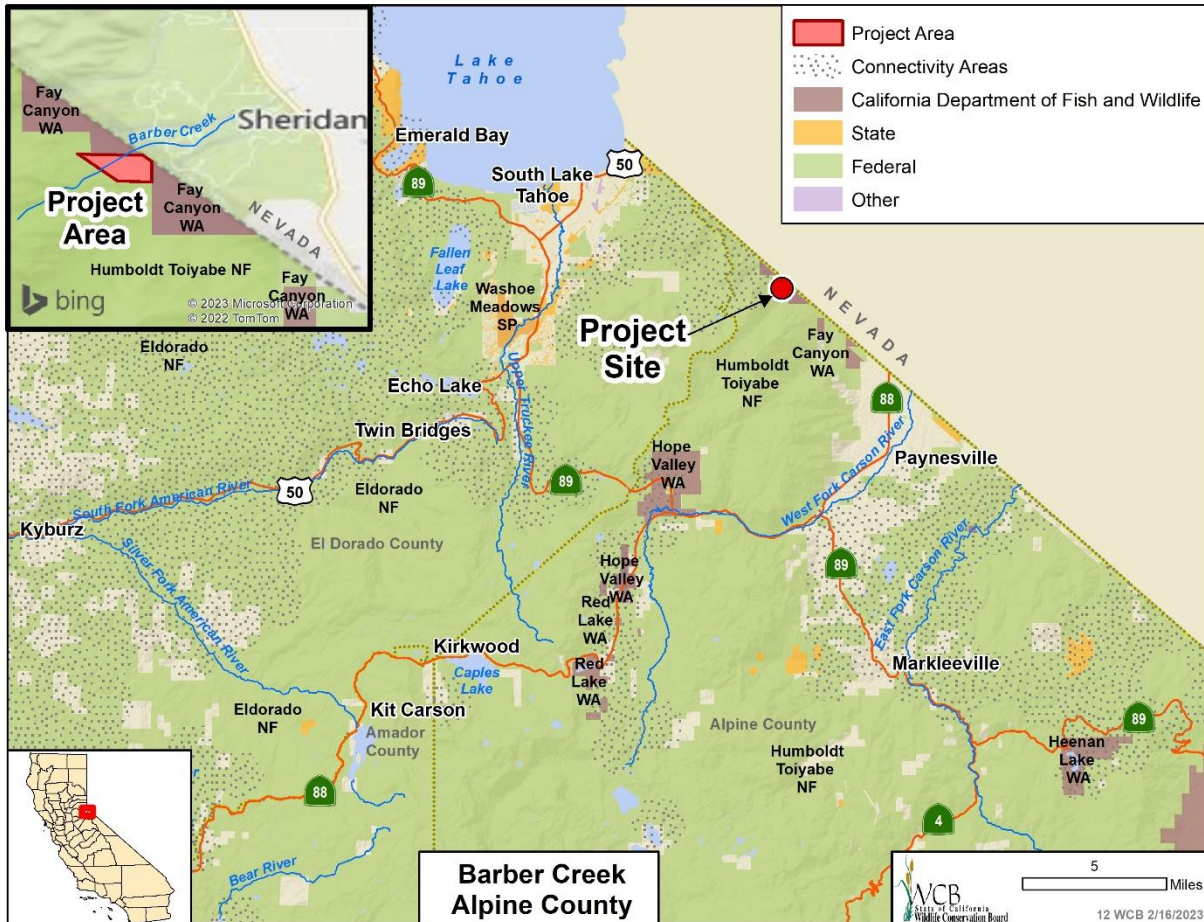 Fay
Canyon
WA
Barber Creek
Sheridan
Project
Area
Fay
Canyon
WA
NEVADA
Humboldt Toiyabe NF
Fay
Canyon
WA
bing
© 2023 Microsoft Corporation
© 2022 TomTom
Project Area
Connectivity Areas
California Department of Fish and Wildlife
State
Federal
Other
Lake
Tahoe
Emerald Bay
89
South Lake
Tahoe
50
Fallen
Leaf
Lake
Washoe
Meadows
SP
Project
Site
NEVADA
Humboldt
Toiyabe
NF
Fay
Canyon
WA
Eldorado
NF
Echo Lake
Upper Truckee River
Twin Bridges
88
Paynesville
Hope
Valley
WA
89
West Fork Carson River
South Fork American River
50
Eldorado
NF
Kyburz
El Dorado County
Silver Fork American River
Hope
Valley
WA
Red
Lake
WA
89
East Fork Carson River
Kirkwood
Caples
Lake
Red
Lake
WA
Markleeville
Eldorado
NF
Kit Carson
Amador
County
Alpine County
Humboldt
Toiyabe
NF
Heenan
Lake
WA
89
88
4
Bear River
Barber Creek
Alpine County
WCB
State of California
Wildlife Conservation Board
5
Miles